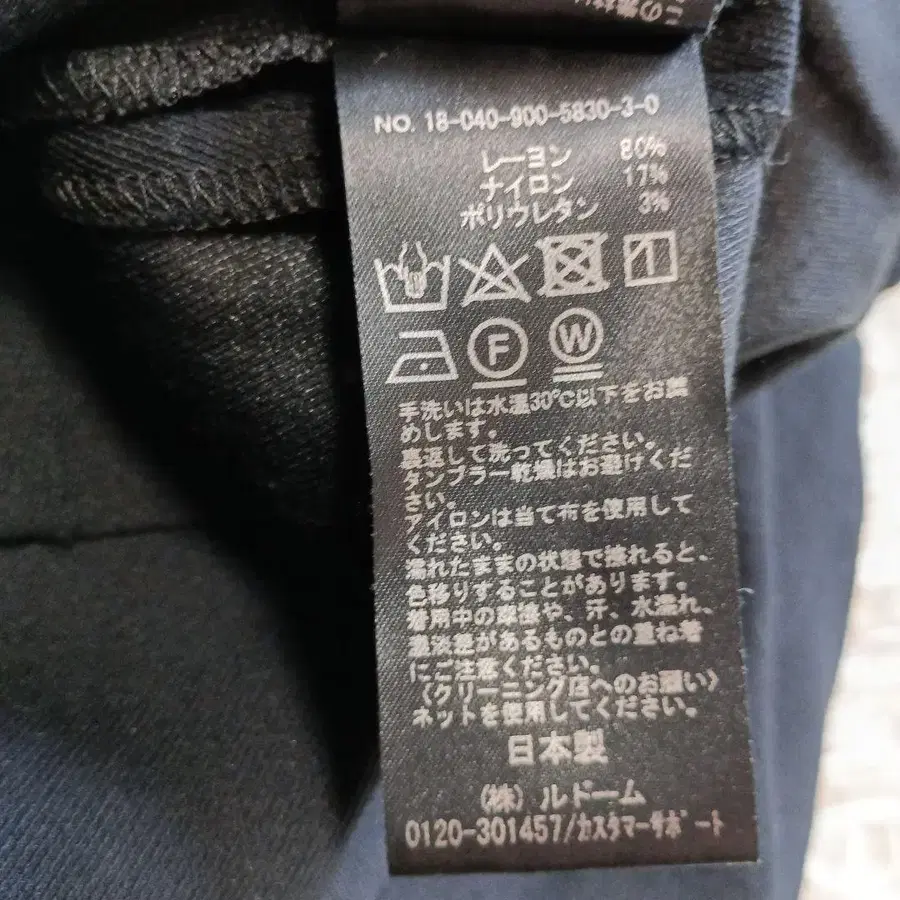 NO. 18-040-900-5830-3-0
レーヨン 80%
ナイロン 17%
ポリウレタン 3%
F W
手洗いは水温30℃以下をお薦
めします。
裏返して洗ってください。
タンブラー乾燥はお避けくだ
さい。
アイロンは当て布を使用して
ください。
濡れたままの状態で擦れると、
色移りすることがあります。
着用中の摩擦や、汗、水濡れ、
濃淡差があるものとの重ね着
にご注意ください。
〈クリーニング店へのお願い〉
ネットを使用してください。
日本製
(株) ルドーム
0120-301457/カスタマーサポート